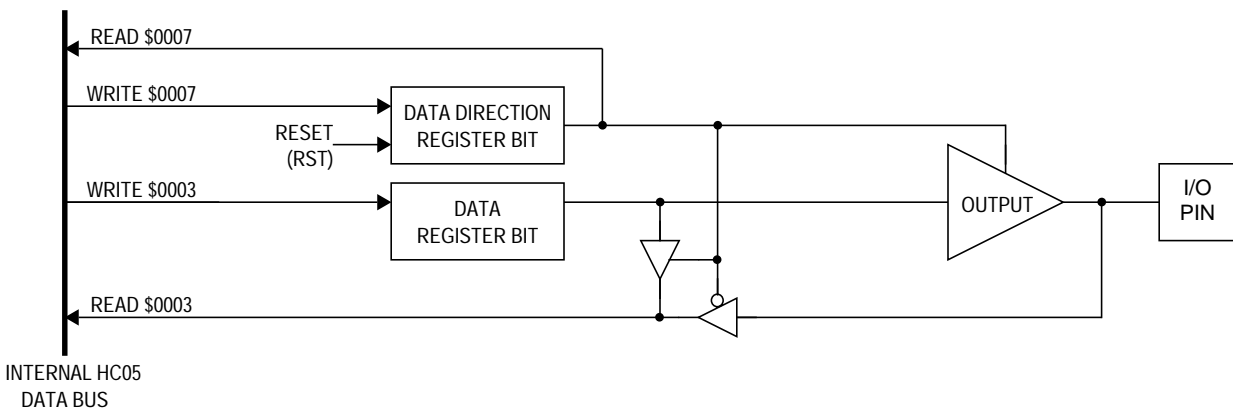 READ $0007
WRITE $0007
DATA DIRECTION
REGISTER BIT
RESET
(RST)
WRITE $0003
DATA
REGISTER BIT
OUTPUT
I/O
PIN
READ $0003
INTERNAL HC05
DATA BUS